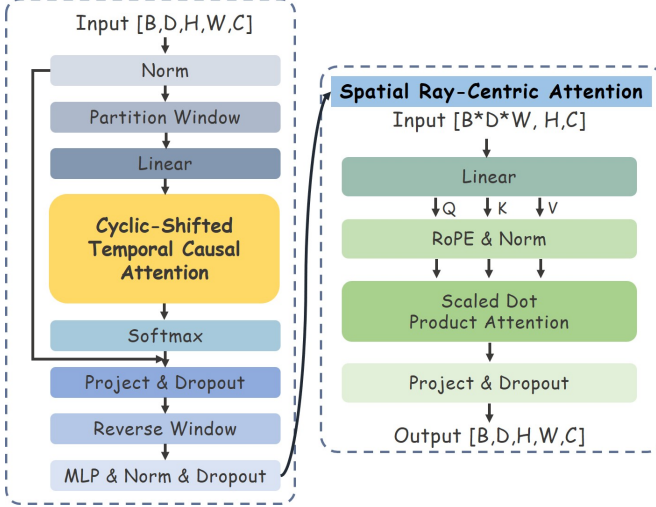 Input [B,D,H,W,C]
Norm
Partition Window
Linear
Cyclic-Shifted
Temporal Causal
Attention
Softmax
Project & Dropout
Reverse Window
MLP & Norm & Dropout
Spatial Ray-Centric Attention
Input [B*D*W, H,C]
Linear
Q K V
RoPE & Norm
Scaled Dot
Product Attention
Project & Dropout
Output [B,D,H,W,C]